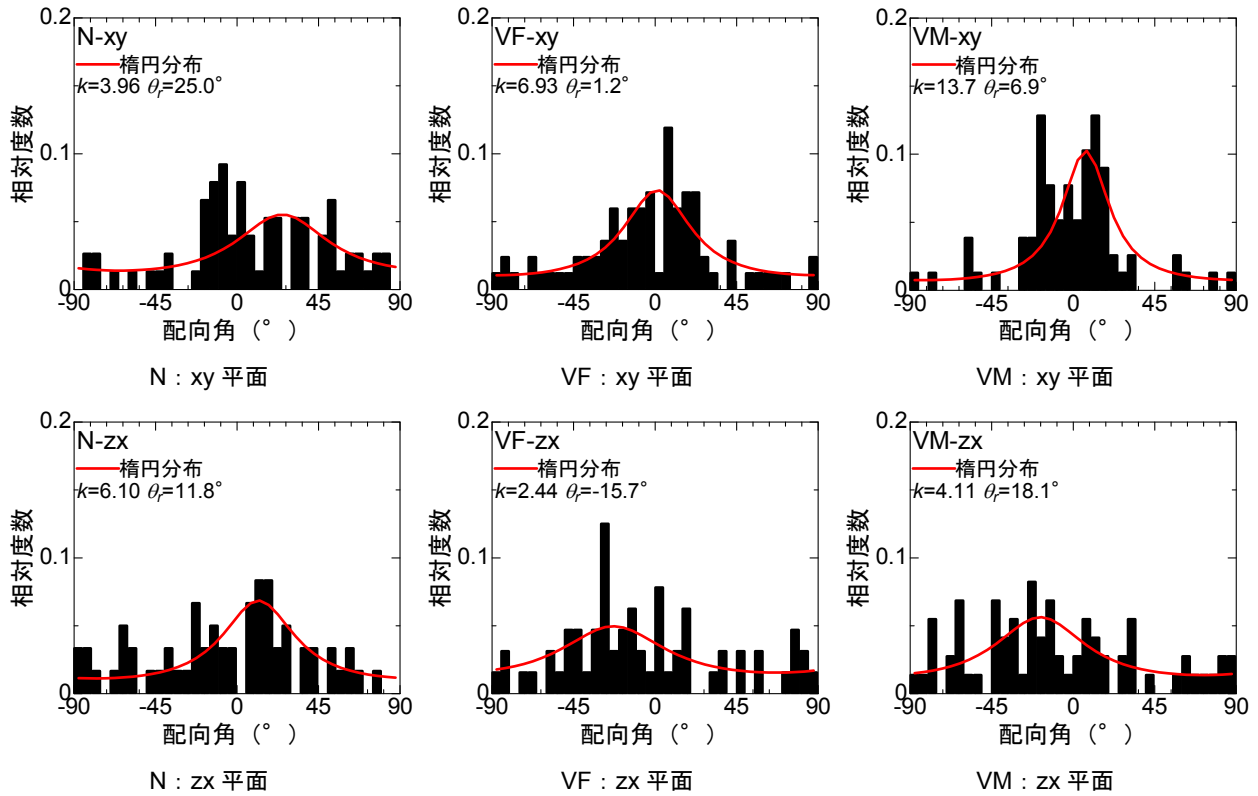 N-xy
楕円分布
k=3.96 θr=25.0°
0.2
0.1
0
相対度数
-90 -45 0 45 90
配向角（°）
N：xy 平面
VF-xy
楕円分布
k=6.93 θr=1.2°
0.2
0.1
0
相対度数
-90 -45 0 45 90
配向角（°）
VF：xy 平面
VM-xy
楕円分布
k=13.7 θr=6.9°
0.2
0.1
0
相対度数
-90 -45 0 45 90
配向角（°）
VM：xy 平面
N-zx
楕円分布
k=6.10 θr=11.8°
0.2
0.1
0
相対度数
-90 -45 0 45 90
配向角（°）
N：zx 平面
VF-zx
楕円分布
k=2.44 θr=-15.7°
0.2
0.1
0
相対度数
-90 -45 0 45 90
配向角（°）
VF：zx 平面
VM-zx
楕円分布
k=4.11 θr=18.1°
0.2
0.1
0
相対度数
-90 -45 0 45 90
配向角（°）
VM：zx 平面